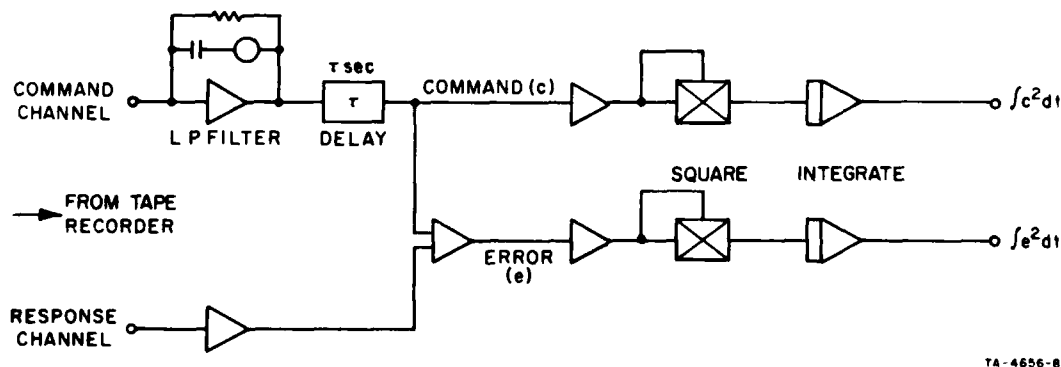 τ sec
COMMAND CHANNEL
L P FILTER
τ
DELAY
COMMAND (c)
∫c²dt
SQUARE
INTEGRATE
FROM TAPE RECORDER
ERROR (e)
∫e²dt
RESPONSE CHANNEL
TA-4656-8